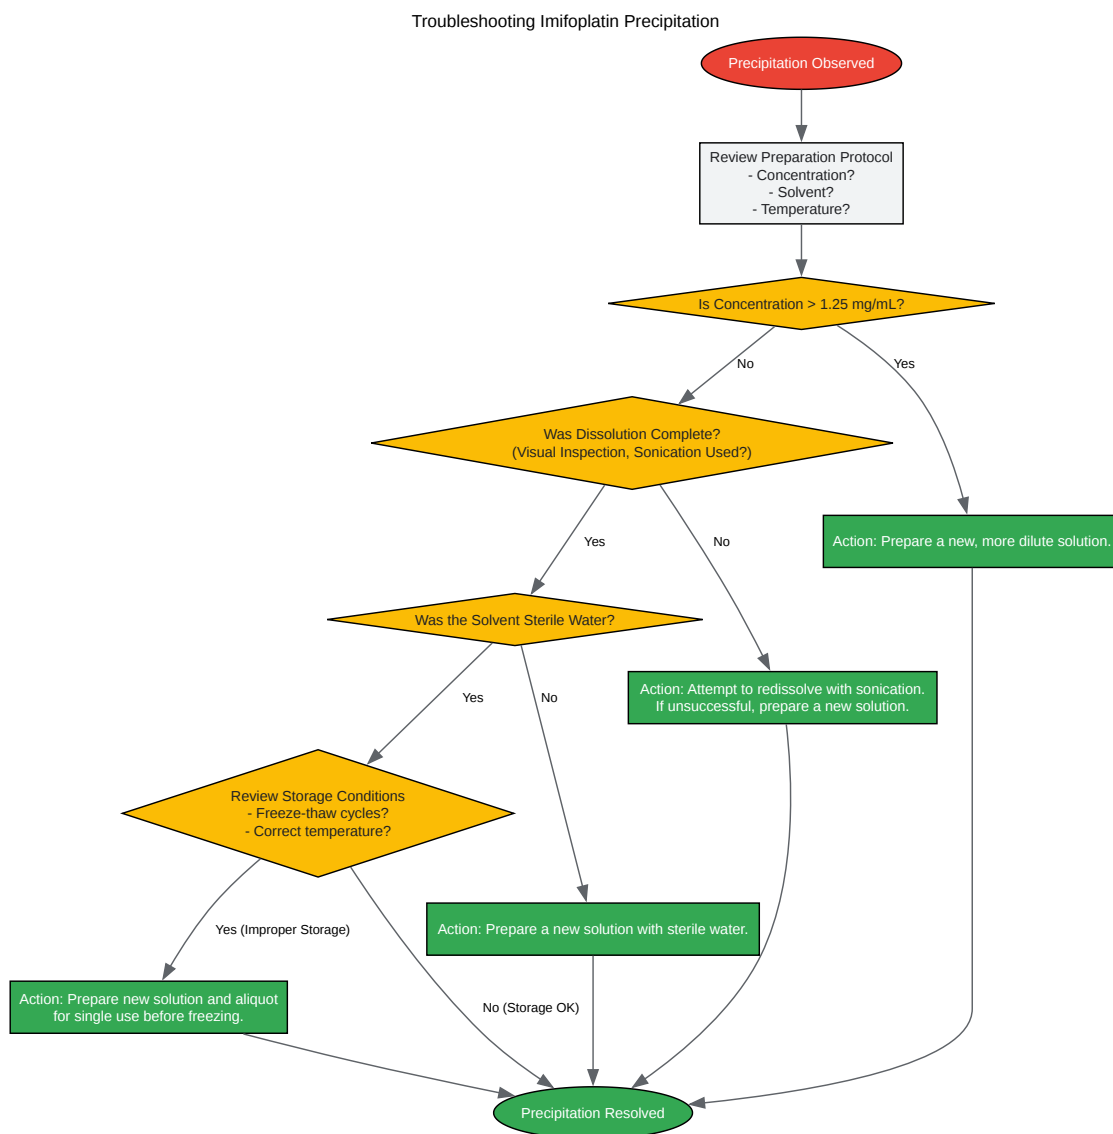 Troubleshooting Imifoplatin Precipitation
Precipitation Observed
Review Preparation Protocol
- Concentration?
- Solvent?
- Temperature?
Is Concentration > 1.25 mg/mL?
No
Yes
Was Dissolution Complete?
(Visual Inspection, Sonication Used?)
Yes
No
Action: Prepare a new, more dilute solution.
Was the Solvent Sterile Water?
Yes
No
Action: Attempt to redissolve with sonication.
If unsuccessful, prepare a new solution.
Review Storage Conditions
- Freeze-thaw cycles?
- Correct temperature?
Yes (Improper Storage)
Action: Prepare a new solution with sterile water.
Action: Prepare new solution and aliquot
for single use before freezing.
No (Storage OK)
Precipitation Resolved